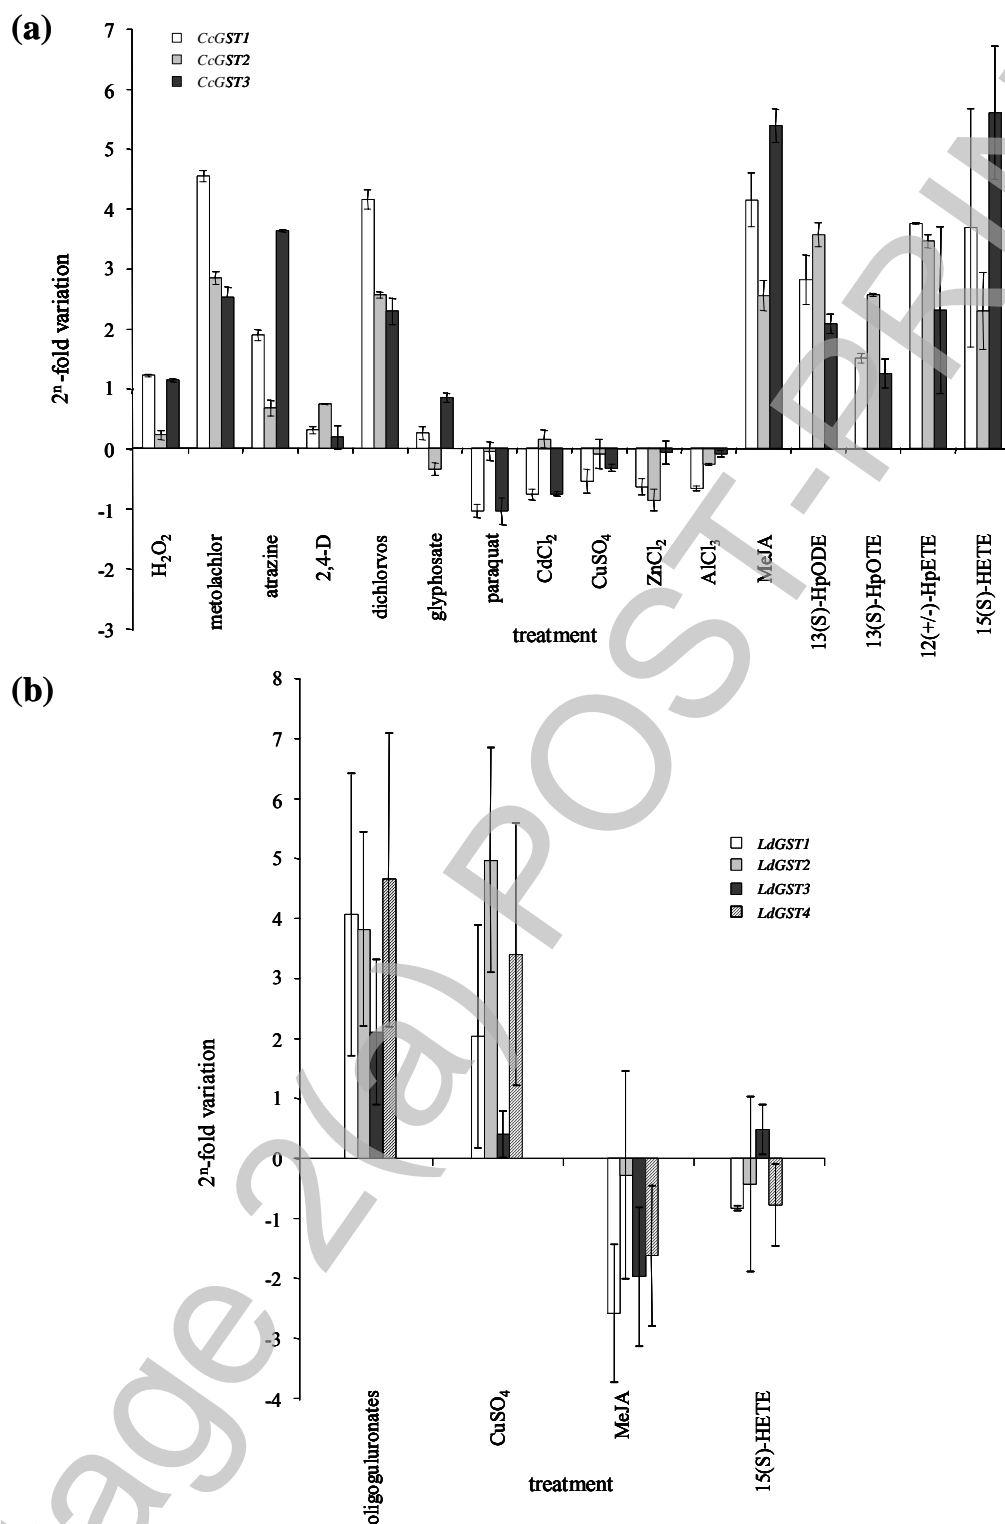 (a)
7
6
5
4
3
2
1
0
-1
-2
-3
2ⁿ-fold variation
CcGST1
CcGST2
CcGST3
H₂O₂
metolachlor
atrazine
2,4-D
dichlorvos
glyphosate
paraquat
CdCl₂
CuSO₄
ZnCl₂
AlCl₃
MeJA
13(S)-HpODE
13(S)-HpOTE
12(+/-)-HpETE
15(S)-HETE
treatment
(b)
8
7
6
5
4
3
2
1
0
-1
-2
-3
-4
2ⁿ-fold variation
LdGST1
LdGST2
LdGST3
LdGST4
oligoguluronates
CuSO₄
MeJA
15(S)-HETE
treatment
age 2(a) POST-PRIN